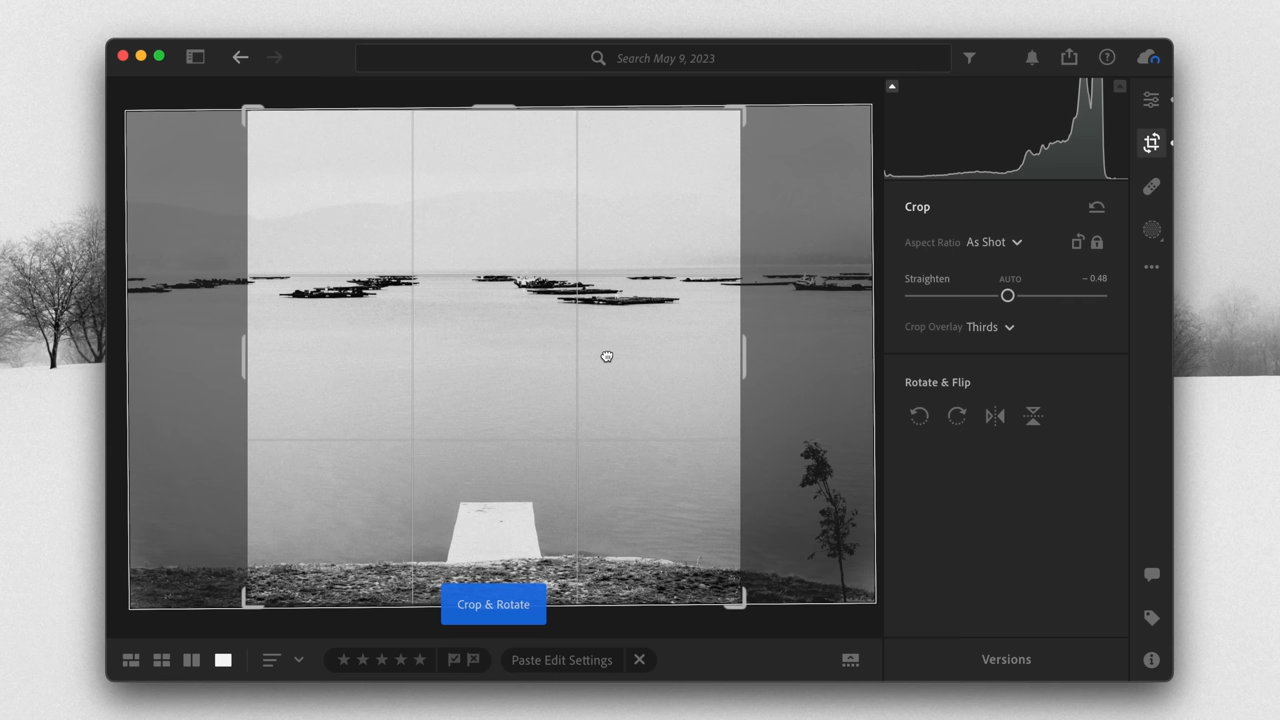 Search May 9, 2023
Crop
Aspect Ratio As Shot
Straighten AUTO – 0.48
Crop Overlay Thirds
Rotate & Flip
Crop & Rotate
Paste Edit Settings
Versions